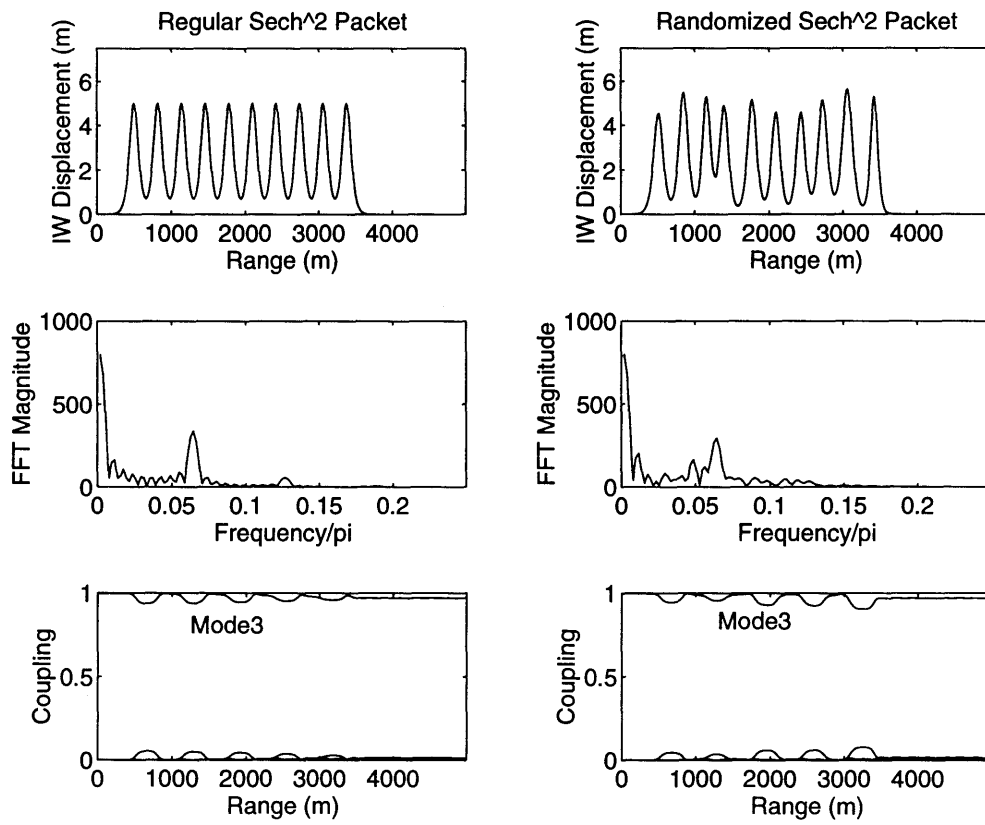 Regular Sech^2 Packet
IW Displacement (m)
6
4
2
0
0 1000 2000 3000 4000
Range (m)
Randomized Sech^2 Packet
IW Displacement (m)
6
4
2
0
0 1000 2000 3000 4000
Range (m)
FFT Magnitude
1000
500
0
0 0.05 0.1 0.15 0.2
Frequency/pi
FFT Magnitude
1000
500
0
0 0.05 0.1 0.15 0.2
Frequency/pi
Coupling
1
0.5
0
Mode3
0 1000 2000 3000 4000
Range (m)
Coupling
1
0.5
0
Mode3
0 1000 2000 3000 4000
Range (m)